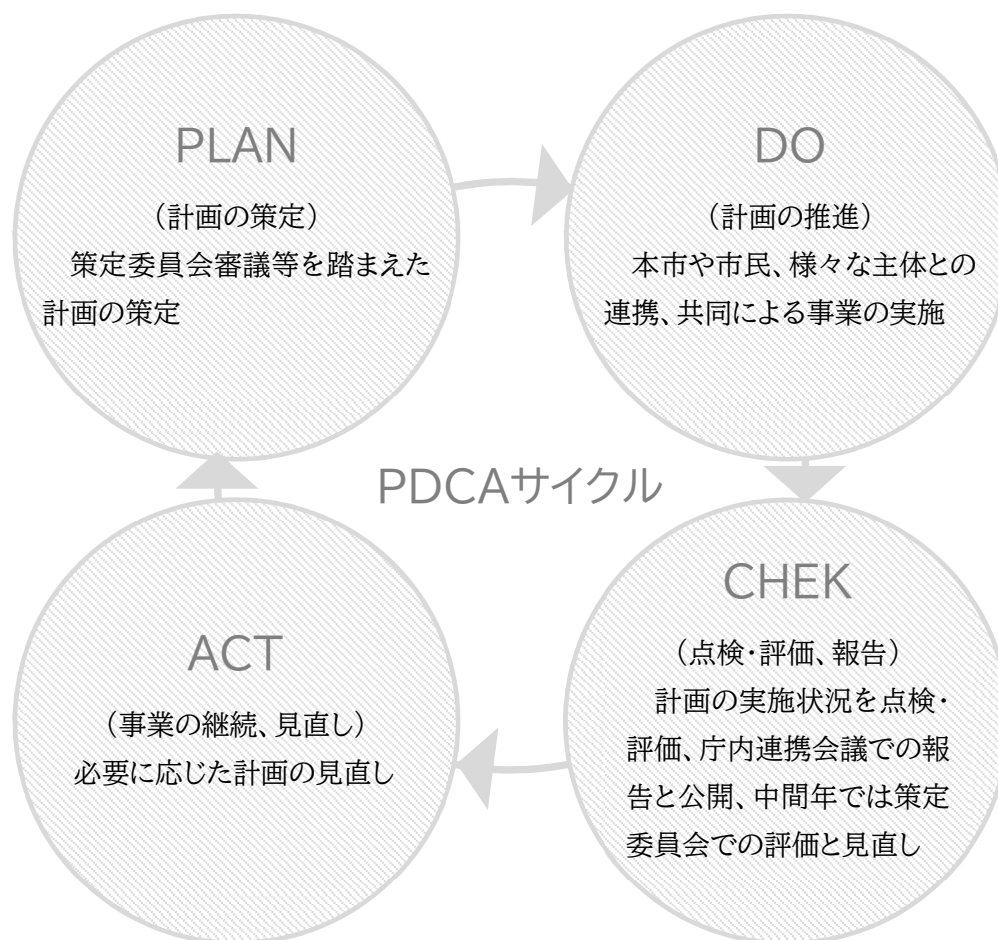 PLAN
（計画の策定）
策定委員会審議等を踏まえた
計画の策定
DO
（計画の推進）
本市や市民、様々な主体との
連携、共同による事業の実施
PDCAサイクル
ACT
（事業の継続、見直し）
必要に応じた計画の見直し
CHEK
（点検・評価、報告）
計画の実施状況を点検・
評価、庁内連携会議での報
告と公開、中間年では策定
委員会での評価と見直し